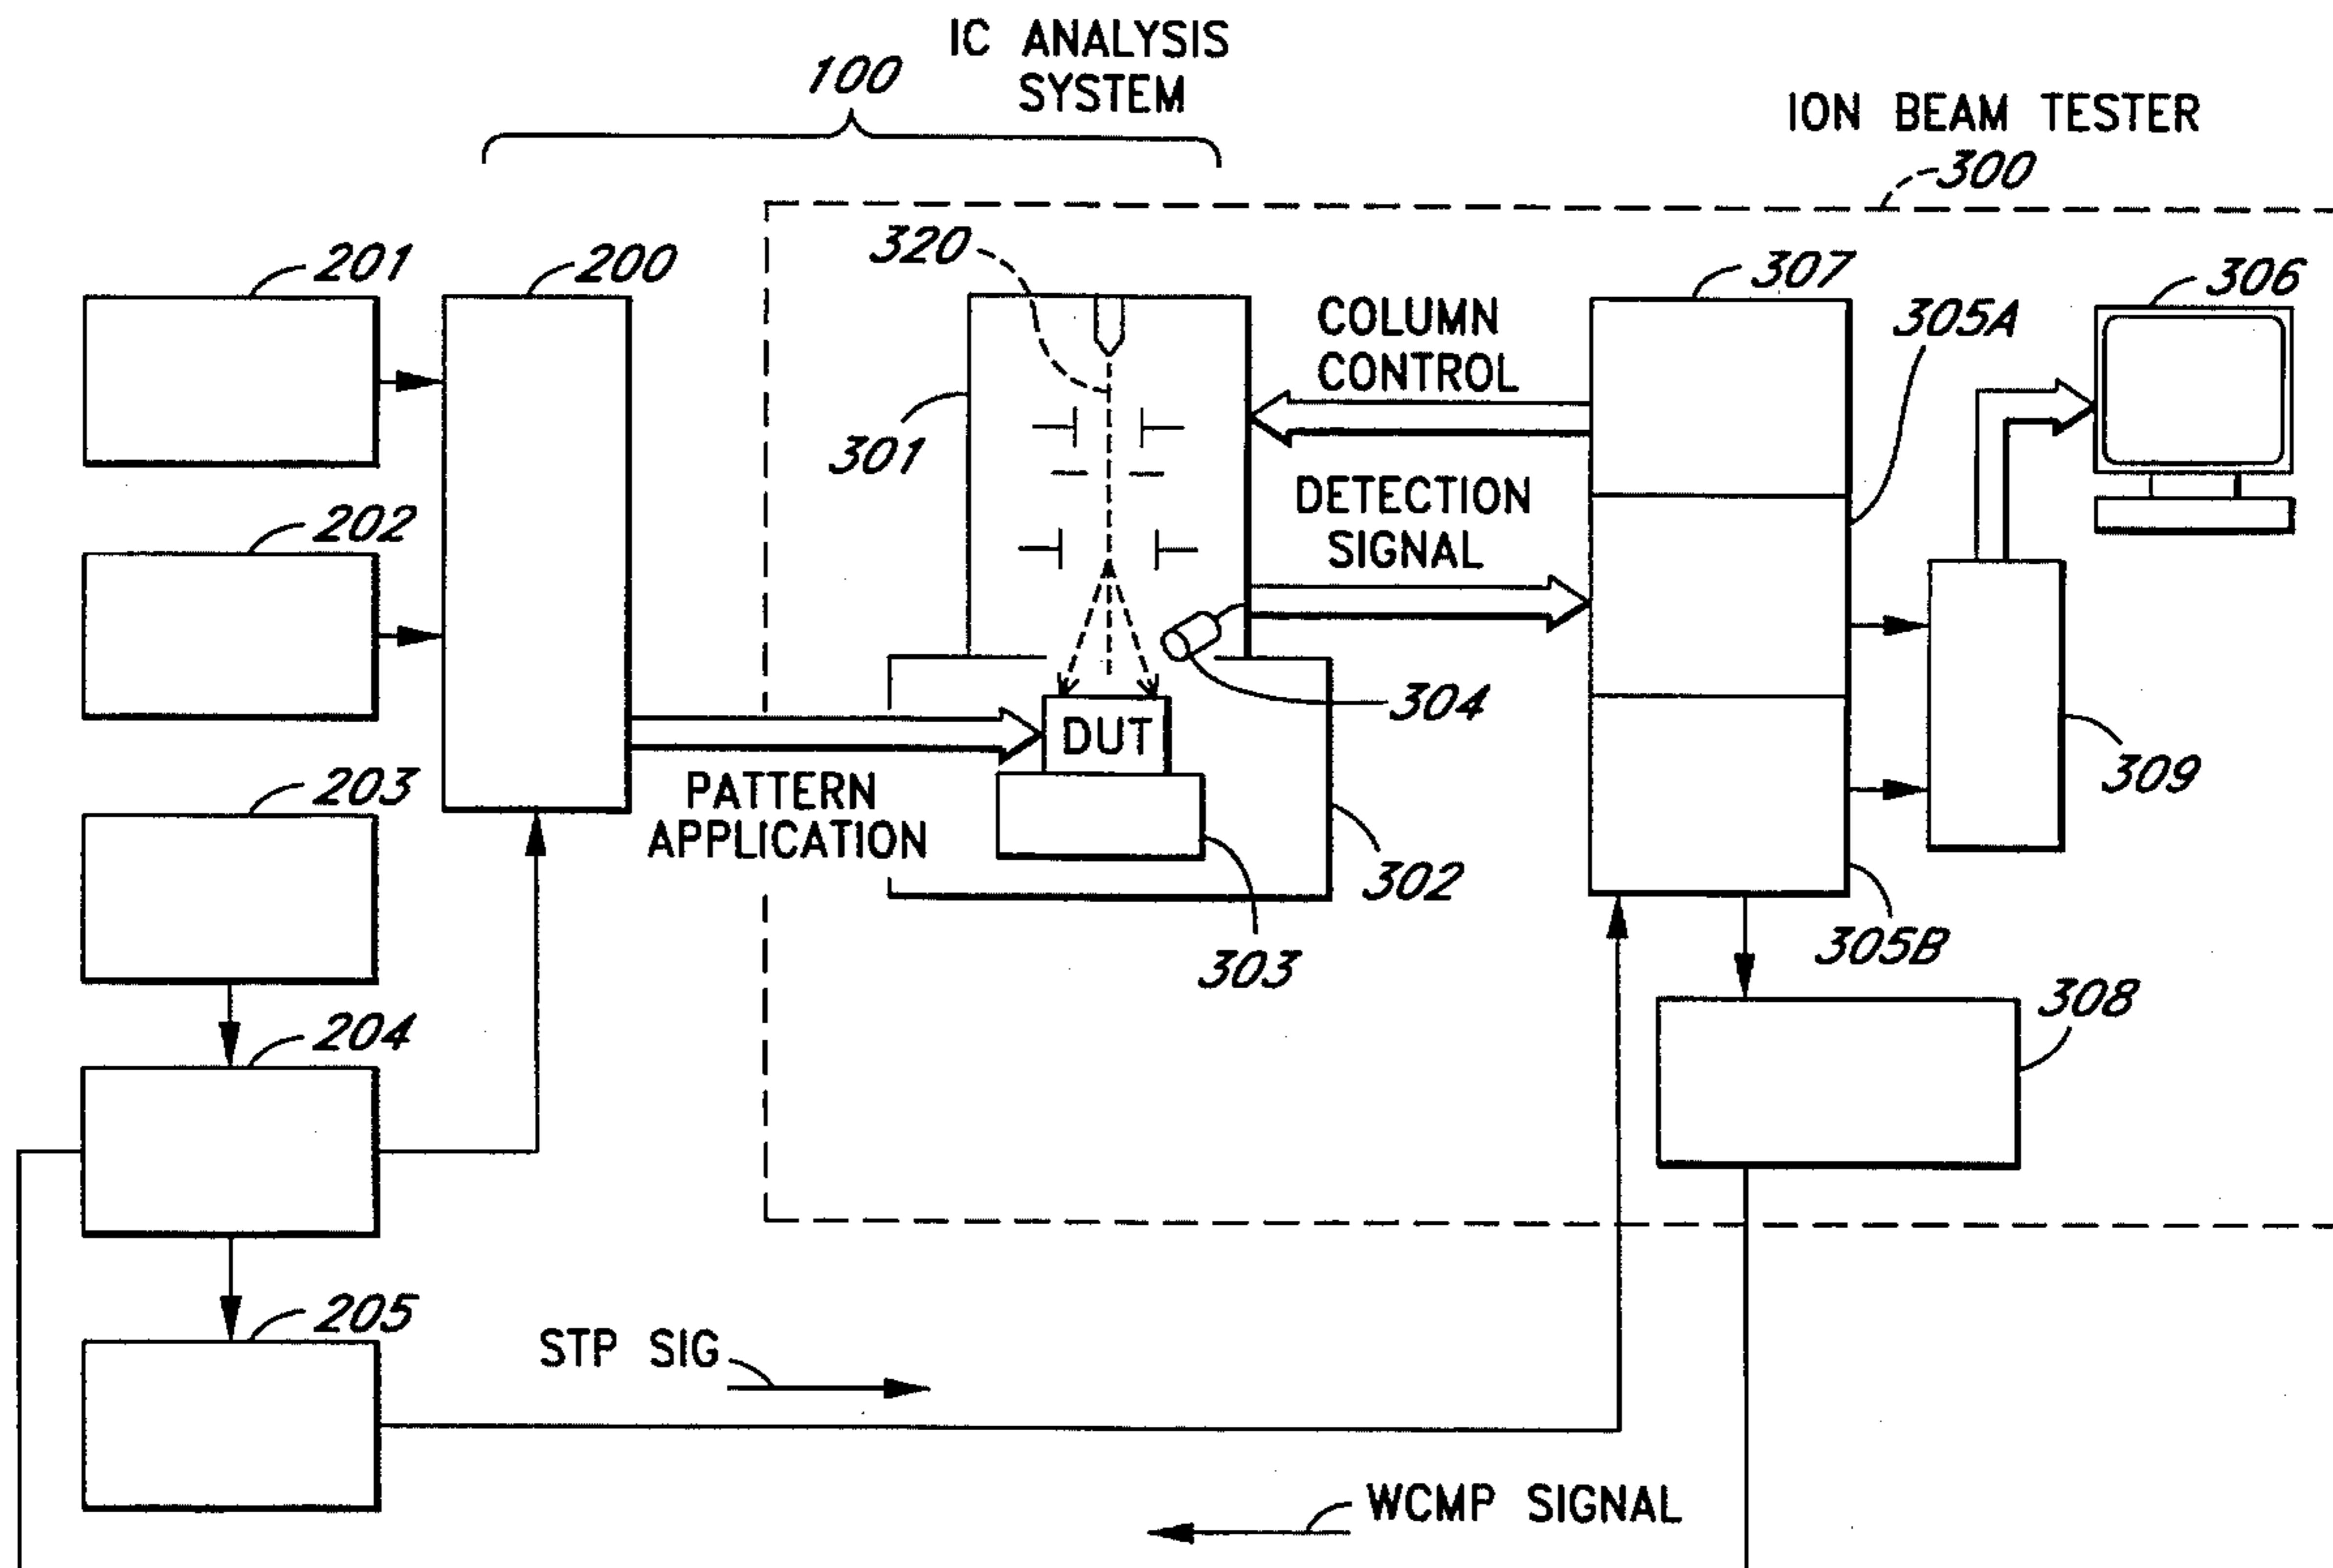 IC ANALYSIS
SYSTEM
100
ION BEAM TESTER
300
201
200
320
307
306
305A
COLUMN
CONTROL
301
DETECTION
SIGNAL
202
304
DUT
309
203
PATTERN
APPLICATION
302
305B
303
308
204
205
STP SIG
WCMP SIGNAL